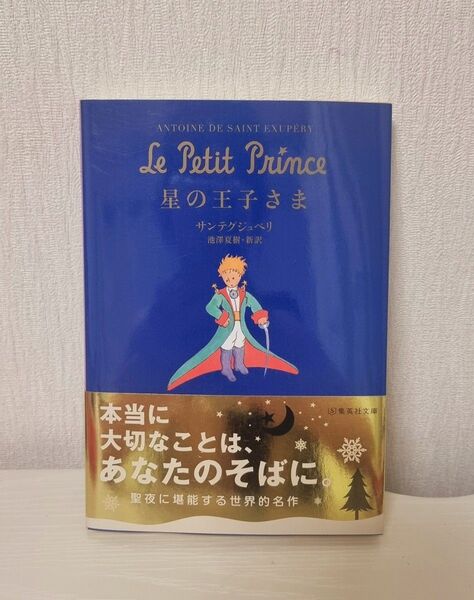 ANTOINE DE SAINT EXUPÉRY
Le Petit Prince
星の王子さま
サンテグジュペリ
池澤夏樹・新訳
本当に
大切なことは、
あなたのそばに。
聖夜に堪能する世界的名作
集英社文庫